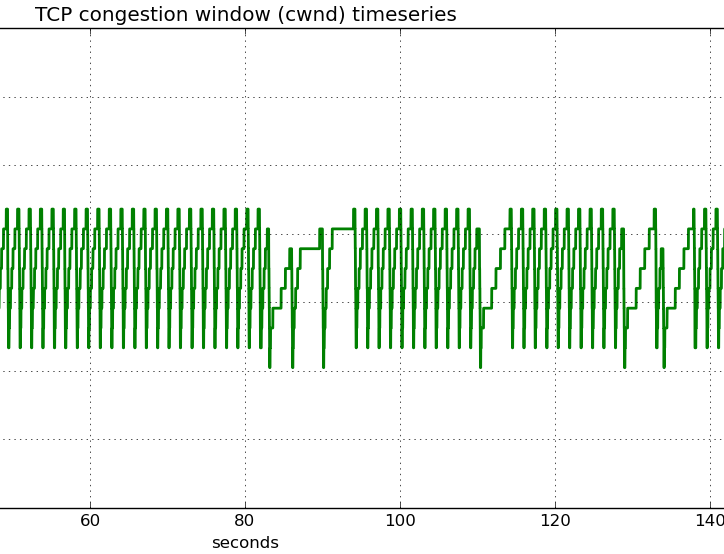 TCP congestion window (cwnd) timeseries
60 80 100 120 140
seconds